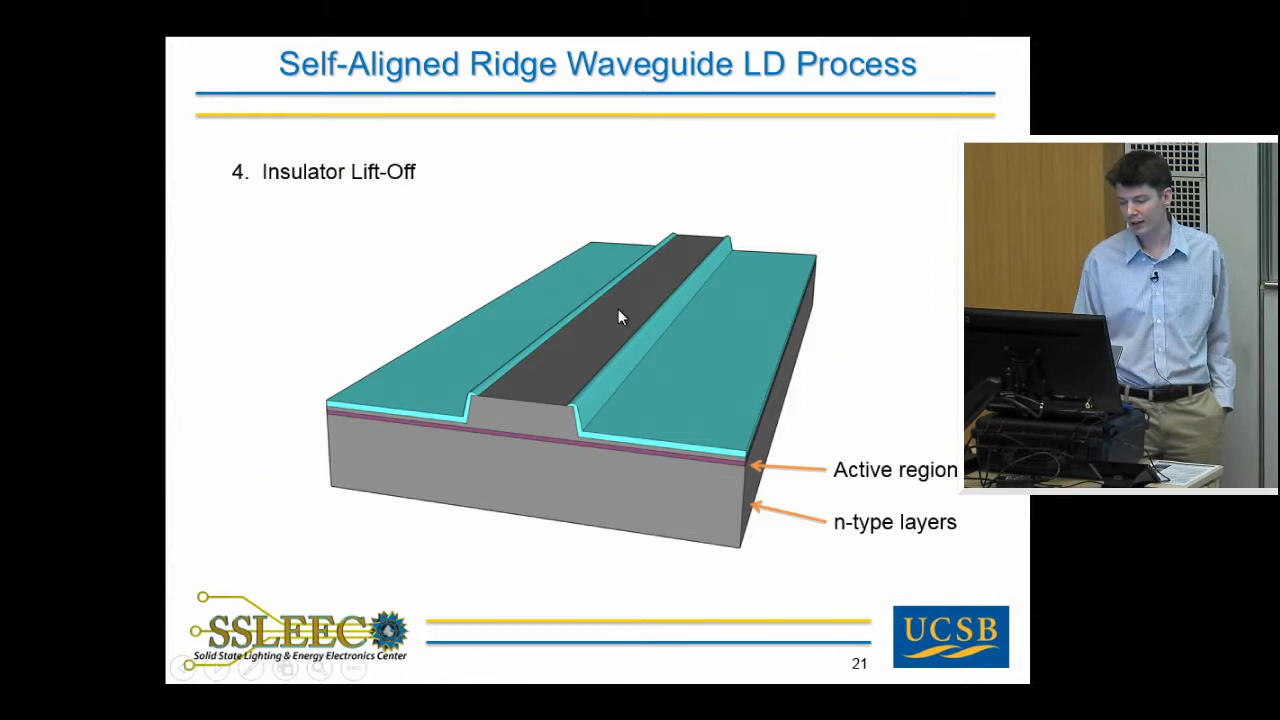 Self-Aligned Ridge Waveguide LD Process
4. Insulator Lift-Off
Active region
n-type layers
SSLEEC
Solid State Lighting & Energy Electronics Center
21
UCSB